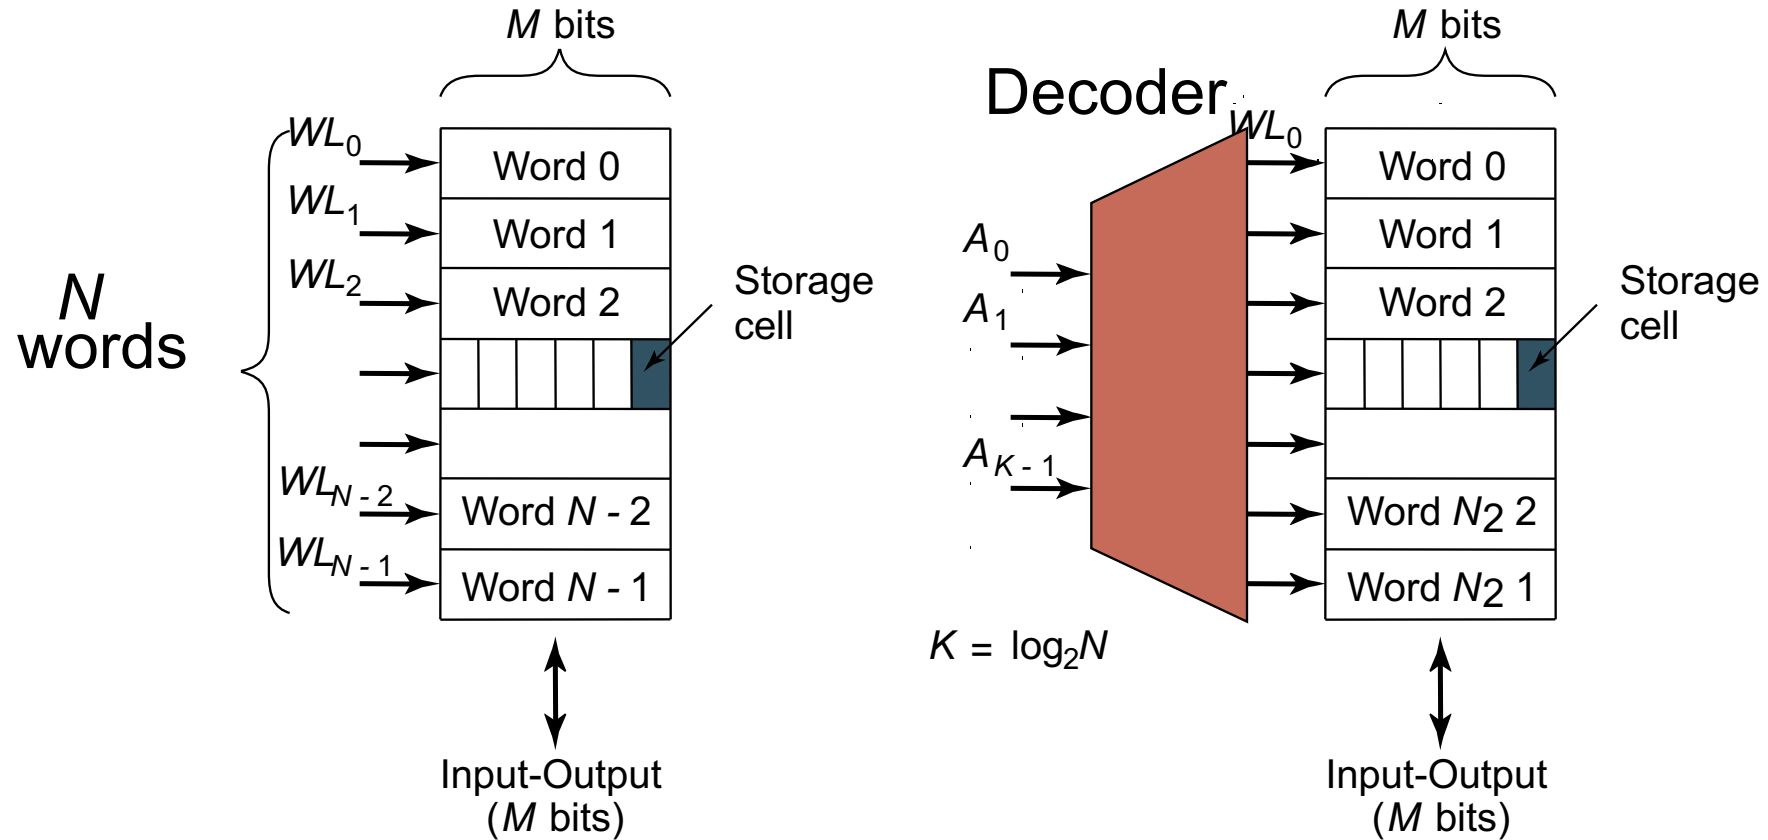 M bits
WL0
WL1
WL2
N
words
WLN - 2
WLN - 1
Word 0
Word 1
Word 2
Word N - 2
Word N - 1
Storage
cell
Input-Output
(M bits)
M bits
Decoder
WL0
A0
A1
AK - 1
K = log2N
Word 0
Word 1
Word 2
Word N2 2
Word N2 1
Storage
cell
Input-Output
(M bits)